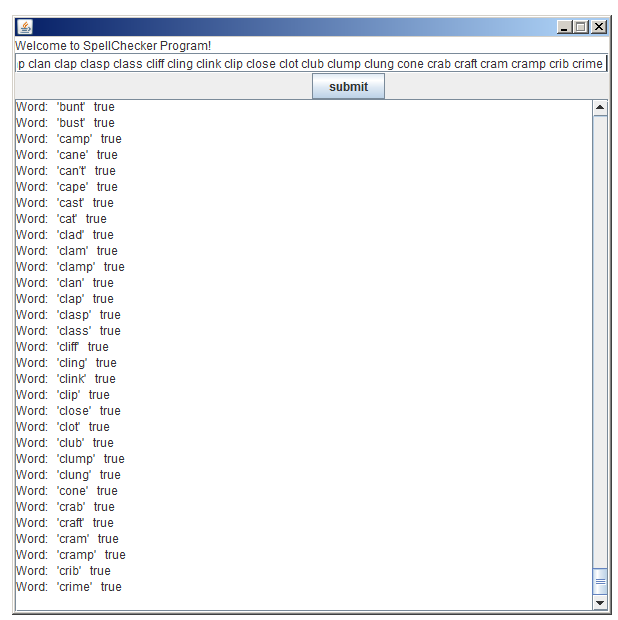 Welcome to SpellChecker Program!
p clan clap clasp class cliff cling clink clip close clot club clump clung cone crab craft cram cramp crib crime
submit
Word: 'bunt' true
Word: 'bust' true
Word: 'camp' true
Word: 'cane' true
Word: 'can't' true
Word: 'cape' true
Word: 'cast' true
Word: 'cat' true
Word: 'clad' true
Word: 'clam' true
Word: 'clamp' true
Word: 'clan' true
Word: 'clap' true
Word: 'clasp' true
Word: 'class' true
Word: 'cliff' true
Word: 'cling' true
Word: 'clink' true
Word: 'clip' true
Word: 'close' true
Word: 'clot' true
Word: 'club' true
Word: 'clump' true
Word: 'clung' true
Word: 'cone' true
Word: 'crab' true
Word: 'craft' true
Word: 'cram' true
Word: 'cramp' true
Word: 'crib' true
Word: 'crime' true